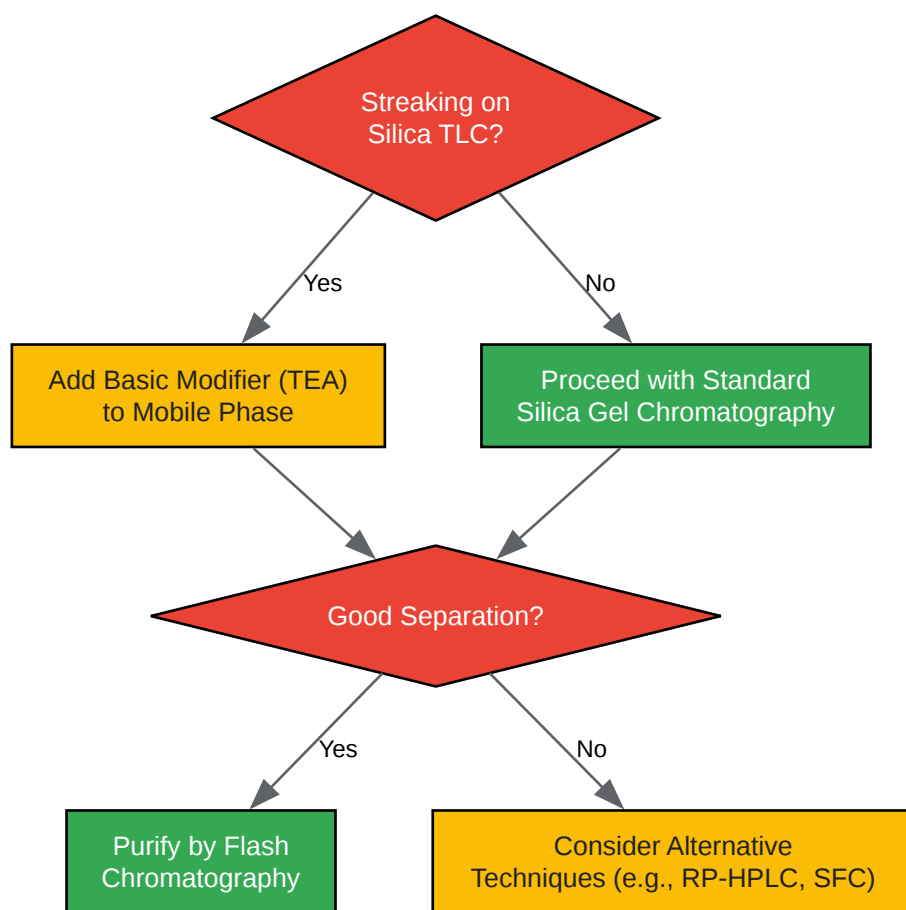 Streaking on
Silica TLC?
Yes
No
Add Basic Modifier (TEA)
to Mobile Phase
Proceed with Standard
Silica Gel Chromatography
Good Separation?
Yes
No
Purify by Flash
Chromatography
Consider Alternative
Techniques (e.g., RP-HPLC, SFC)